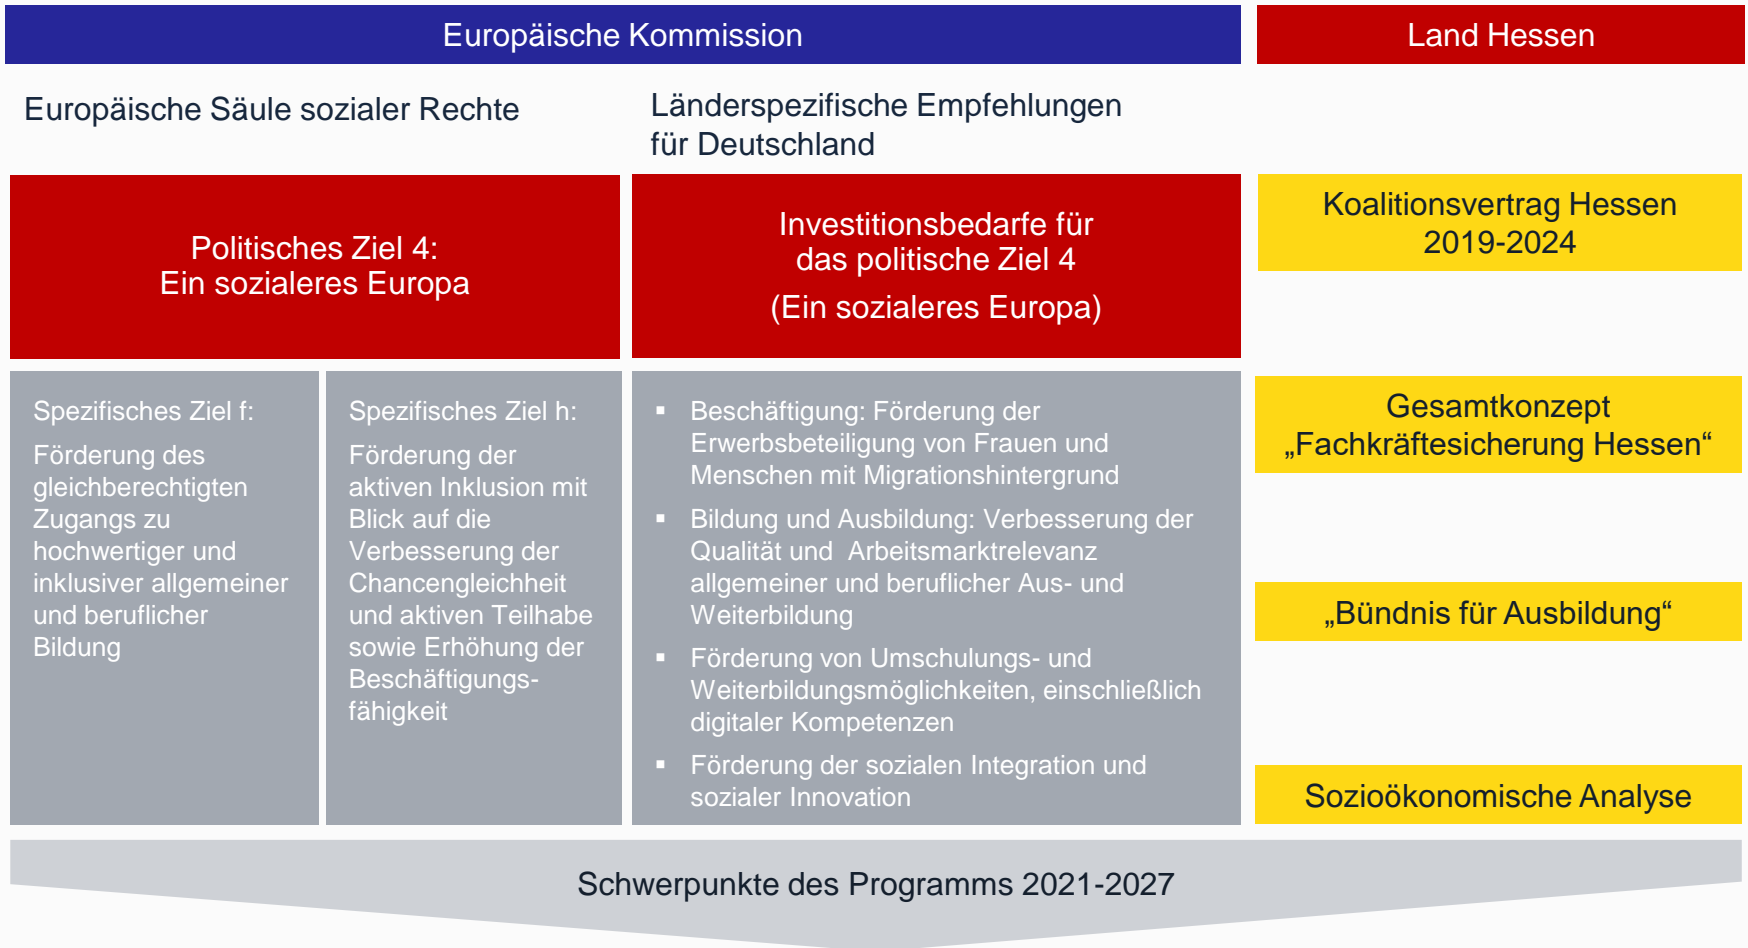 Europäische Kommission
Land Hessen
Europäische Säule sozialer Rechte
Länderspezifische Empfehlungen
für Deutschland
Politisches Ziel 4:
Ein sozialeres Europa
Investitionsbedarfe für
das politische Ziel 4
(Ein sozialeres Europa)
Koalitionsvertrag Hessen
2019-2024
Spezifisches Ziel f:
Förderung des
gleichberechtigten
Zugangs zu
hochwertiger und
inklusiver allgemeiner
und beruflicher
Bildung
Spezifisches Ziel h:
Förderung der
aktiven Inklusion mit
Blick auf die
Verbesserung der
Chancengleichheit
und aktiven Teilhabe
sowie Erhöhung der
Beschäftigungs-
fähigkeit
▪ Beschäftigung: Förderung der
Erwerbsbeteiligung von Frauen und
Menschen mit Migrationshintergrund
▪ Bildung und Ausbildung: Verbesserung der
Qualität und  Arbeitsmarktrelevanz
allgemeiner und beruflicher Aus- und
Weiterbildung
▪ Förderung von Umschulungs- und
Weiterbildungsmöglichkeiten, einschließlich
digitaler Kompetenzen
▪ Förderung der sozialen Integration und
sozialer Innovation
Gesamtkonzept
„Fachkräftesicherung Hessen“
„Bündnis für Ausbildung“
Sozioökonomische Analyse
Schwerpunkte des Programms 2021-2027